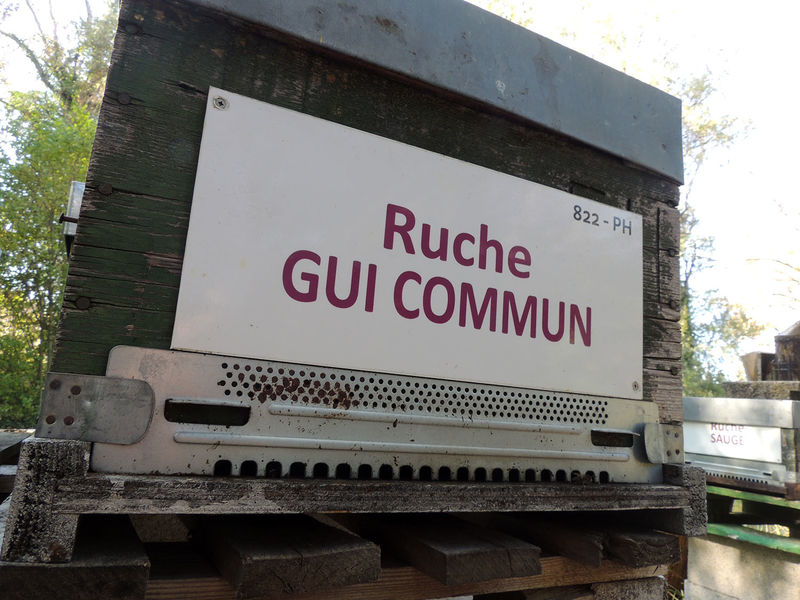 822 - PH
Ruche
GUI COMMUN
Ruche
SAUGE